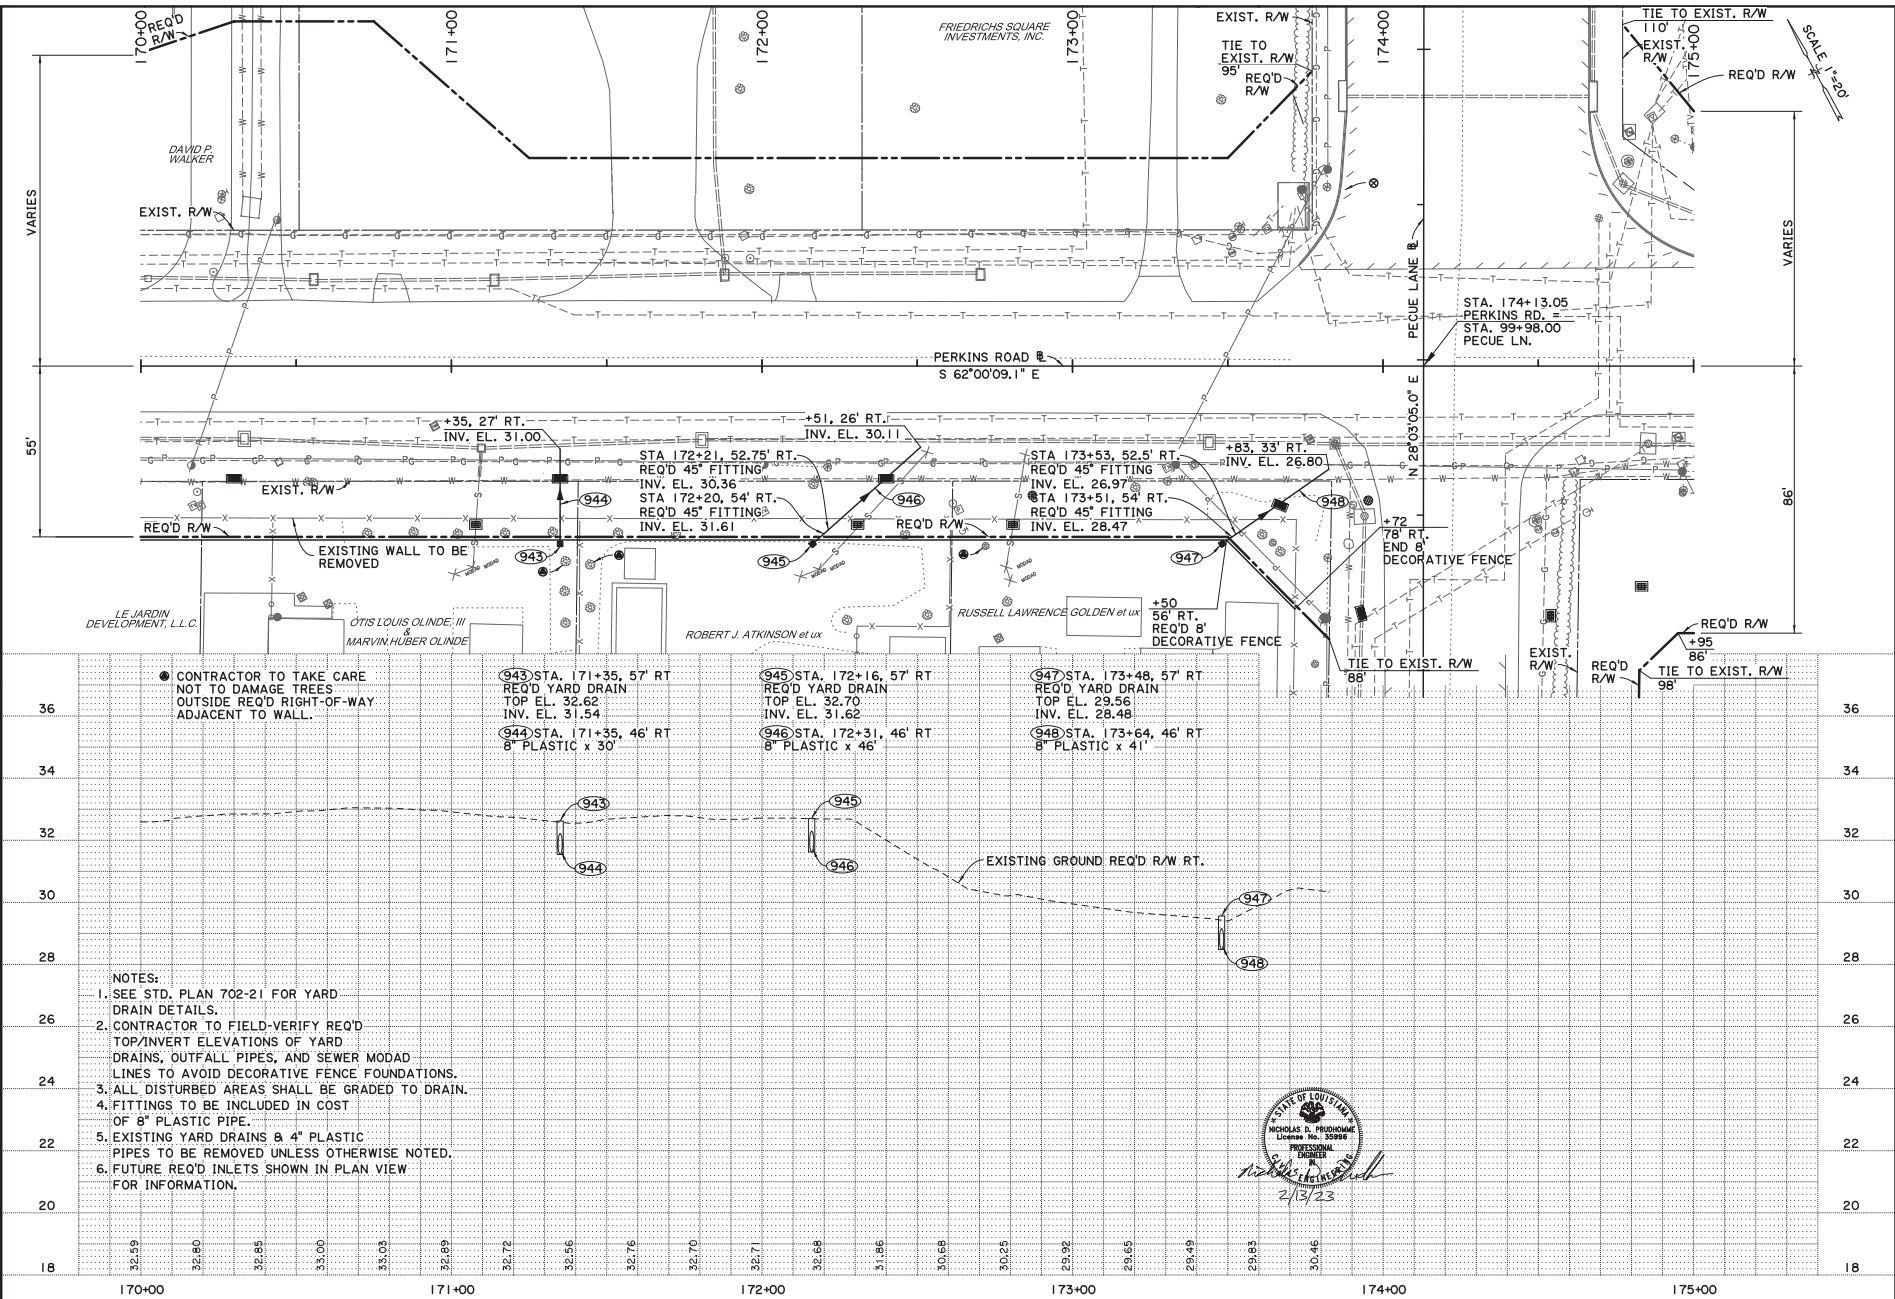 170+00
171+00
172+00
173+00
174+00
175+00
REQ'D
R/W
FRIEDRICHS SQUARE
INVESTMENTS, INC.
EXIST. R/W
TIE TO
EXIST. R/W
95'
REQ'D
R/W
TIE TO EXIST. R/W
110'
EXIST.
R/W
REQ'D R/W
SCALE 1"=20'
DAVID P.
WALKER
VARIES
EXIST. R/W
VARIES
PECUE LANE
STA. 174+13.05
PERKINS RD. =
STA. 99+98.00
PECUE LN.
PERKINS ROAD
S 62°00'09.1" E
N 28°03'05.0" E
55'
86'
+35, 27' RT.
INV. EL. 31.00
+51, 26' RT.
INV. EL. 30.11
STA 172+21, 52.75' RT.
REQ'D 45° FITTING
INV. EL. 30.36
STA 172+20, 54' RT.
REQ'D 45° FITTING
INV. EL. 31.61
STA 173+53, 52.5' RT.
REQ'D 45° FITTING
INV. EL. 26.97
STA 173+51, 54' RT.
REQ'D 45° FITTING
INV. EL. 28.47
+83, 33' RT.
INV. EL. 26.80
EXIST. R/W
944
946
948
REQ'D R/W
REQ'D R/W
EXISTING WALL TO BE
REMOVED
943
945
947
MODAD MODAD
MODAD MODAD
MODAD
MODAD
+72
78' RT.
END 8'
DECORATIVE FENCE
+50
56' RT.
REQ'D 8'
DECORATIVE FENCE
LE JARDIN
DEVELOPMENT, L.L.C.
OTIS LOUIS OLINDE, III
&
MARVIN HUBER OLINDE
ROBERT J. ATKINSON et ux
RUSSELL LAWRENCE GOLDEN et ux
TIE TO EXIST. R/W
88'
EXIST.
R/W
REQ'D
R/W
REQ'D R/W
+95
86'
TIE TO EXIST. R/W
98'
CONTRACTOR TO TAKE CARE
NOT TO DAMAGE TREES
OUTSIDE REQ'D RIGHT-OF-WAY
ADJACENT TO WALL.
943 STA. 171+35, 57' RT
REQ'D YARD DRAIN
TOP EL. 32.62
INV. EL. 31.54
944 STA. 171+35, 46' RT
8" PLASTIC x 30'
945 STA. 172+16, 57' RT
REQ'D YARD DRAIN
TOP EL. 32.70
INV. EL. 31.62
946 STA. 172+31, 46' RT
8" PLASTIC x 46'
947 STA. 173+48, 57' RT
REQ'D YARD DRAIN
TOP EL. 29.56
INV. EL. 28.48
948 STA. 173+64, 46' RT
8" PLASTIC x 41'
36 36
34 34
32 32
30 30
28 28
26 26
24 24
22 22
20 20
18 18
943
944
945
946
EXISTING GROUND REQ'D R/W RT.
947
948
NOTES:
1. SEE STD. PLAN 702-21 FOR YARD
DRAIN DETAILS.
2. CONTRACTOR TO FIELD-VERIFY REQ'D
TOP/INVERT ELEVATIONS OF YARD
DRAINS, OUTFALL PIPES, AND SEWER MODAD
LINES TO AVOID DECORATIVE FENCE FOUNDATIONS.
3. ALL DISTURBED AREAS SHALL BE GRADED TO DRAIN.
4. FITTINGS TO BE INCLUDED IN COST
OF 8" PLASTIC PIPE.
5. EXISTING YARD DRAINS & 4" PLASTIC
PIPES TO BE REMOVED UNLESS OTHERWISE NOTED.
6. FUTURE REQ'D INLETS SHOWN IN PLAN VIEW
FOR INFORMATION.
STATE OF LOUISIANA
NICHOLAS D. PRUDHOMME
License No. 35996
PROFESSIONAL
ENGINEER
IN
CIVIL ENGINEERING
2/13/23
32.59 32.80 32.85 33.00 33.03 32.89 32.72 32.56 32.76 32.70 32.71 32.68 31.86 30.68 30.25 29.92 29.65 29.49 29.83 30.46
170+00 171+00 172+00 173+00 174+00 175+00